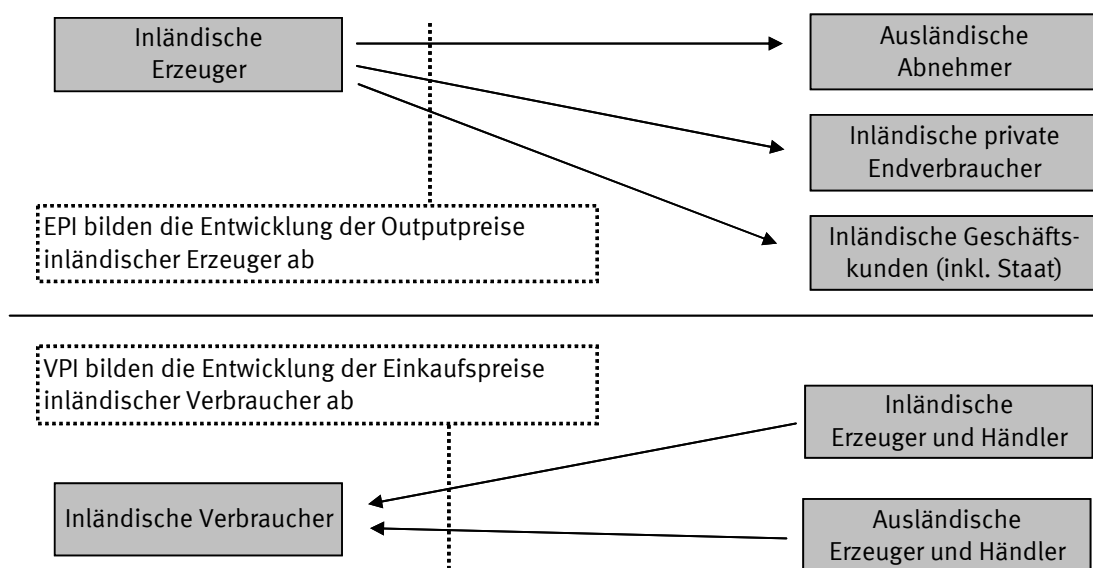 Inländische
Erzeuger
Ausländische
Abnehmer
Inländische private
Endverbraucher
Inländische Geschäfts-
kunden (inkl. Staat)
EPI bilden die Entwicklung der Outputpreise
inländischer Erzeuger ab
VPI bilden die Entwicklung der Einkaufspreise
inländischer Verbraucher ab
Inländische
Erzeuger und Händler
Inländische Verbraucher
Ausländische
Erzeuger und Händler